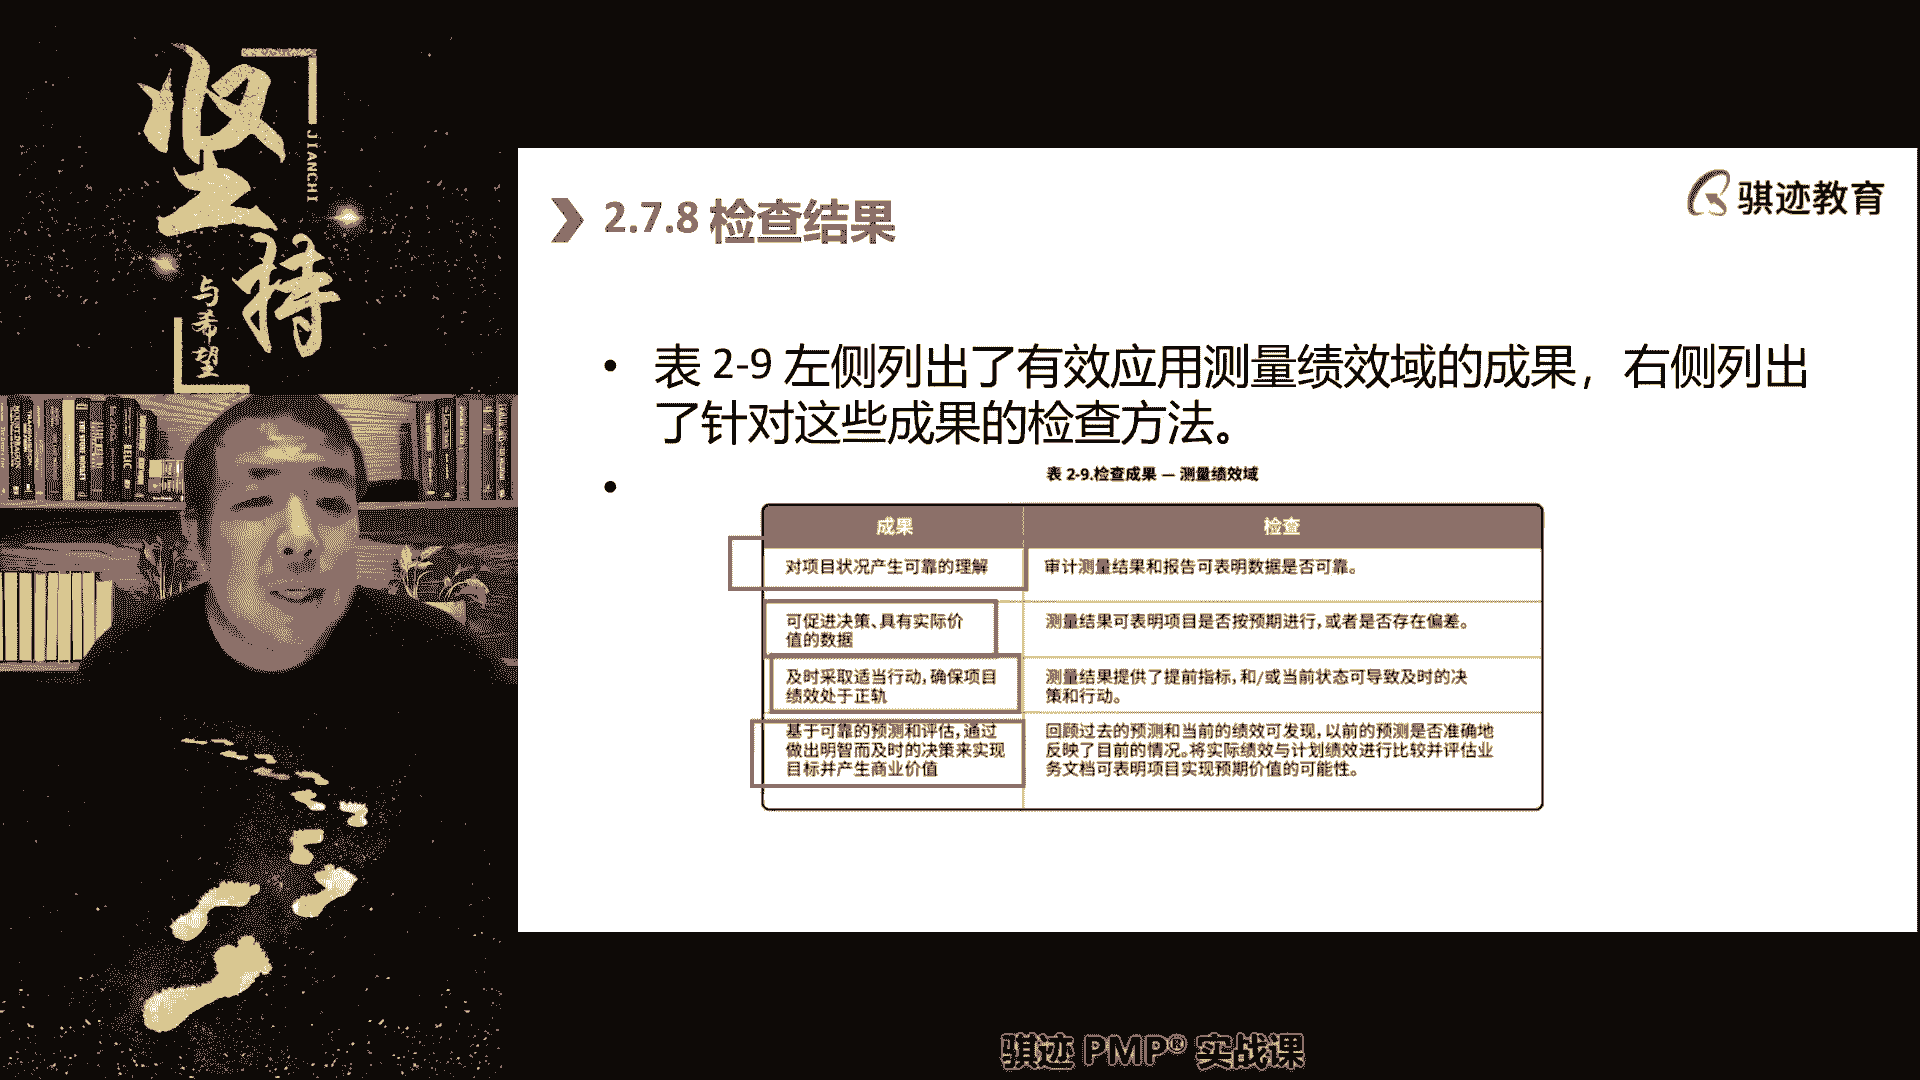 坚持
JIANCHI
与希望
骐迹教育
2.7.8 检查结果
• 表 2-9 左侧列出了有效应用测量绩效域的成果，右侧列出
了针对这些成果的检查方法。
•
表 2-9.检查成果 — 测量绩效域
成果
检查
对项目状况产生可靠的理解
审计测量结果和报告可表明数据是否可靠。
可促进决策、具有实际价
值的数据
测量结果可表明项目是否按预期进行，或者是否存在偏差。
及时采取适当行动，确保项目
绩效处于正轨
测量结果提供了提前指标，和/或当前状态可导致及时的决
策和行动。
基于可靠的预测和评估，通过
做出明智而及时的决策来实现
目标并产生商业价值
回顾过去的预测和当前的绩效可发现，以前的预测是否准确地
反映了目前的情况。将实际绩效与计划绩效进行比较并评估业
务文档可表明项目实现预期价值的可能性。
骐迹 PMP® 实战课